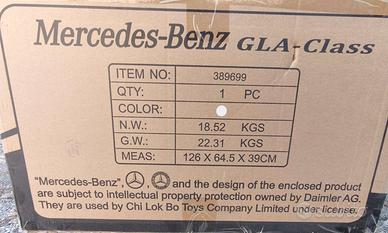 Mercedes-Benz GLA-Class
ITEM NO: 389699
QTY: 1 PC
COLOR:
N.W.: 18.52 KGS
G.W.: 22.31 KGS
MEAS: 126 X 64.5 X 39CM
"Mercedes-Benz", and the design of the enclosed product
are subject to intellectual property protection owned by Daimler AG.
They are used by Chi Lok Bo Toys Company Limited under license.
subito